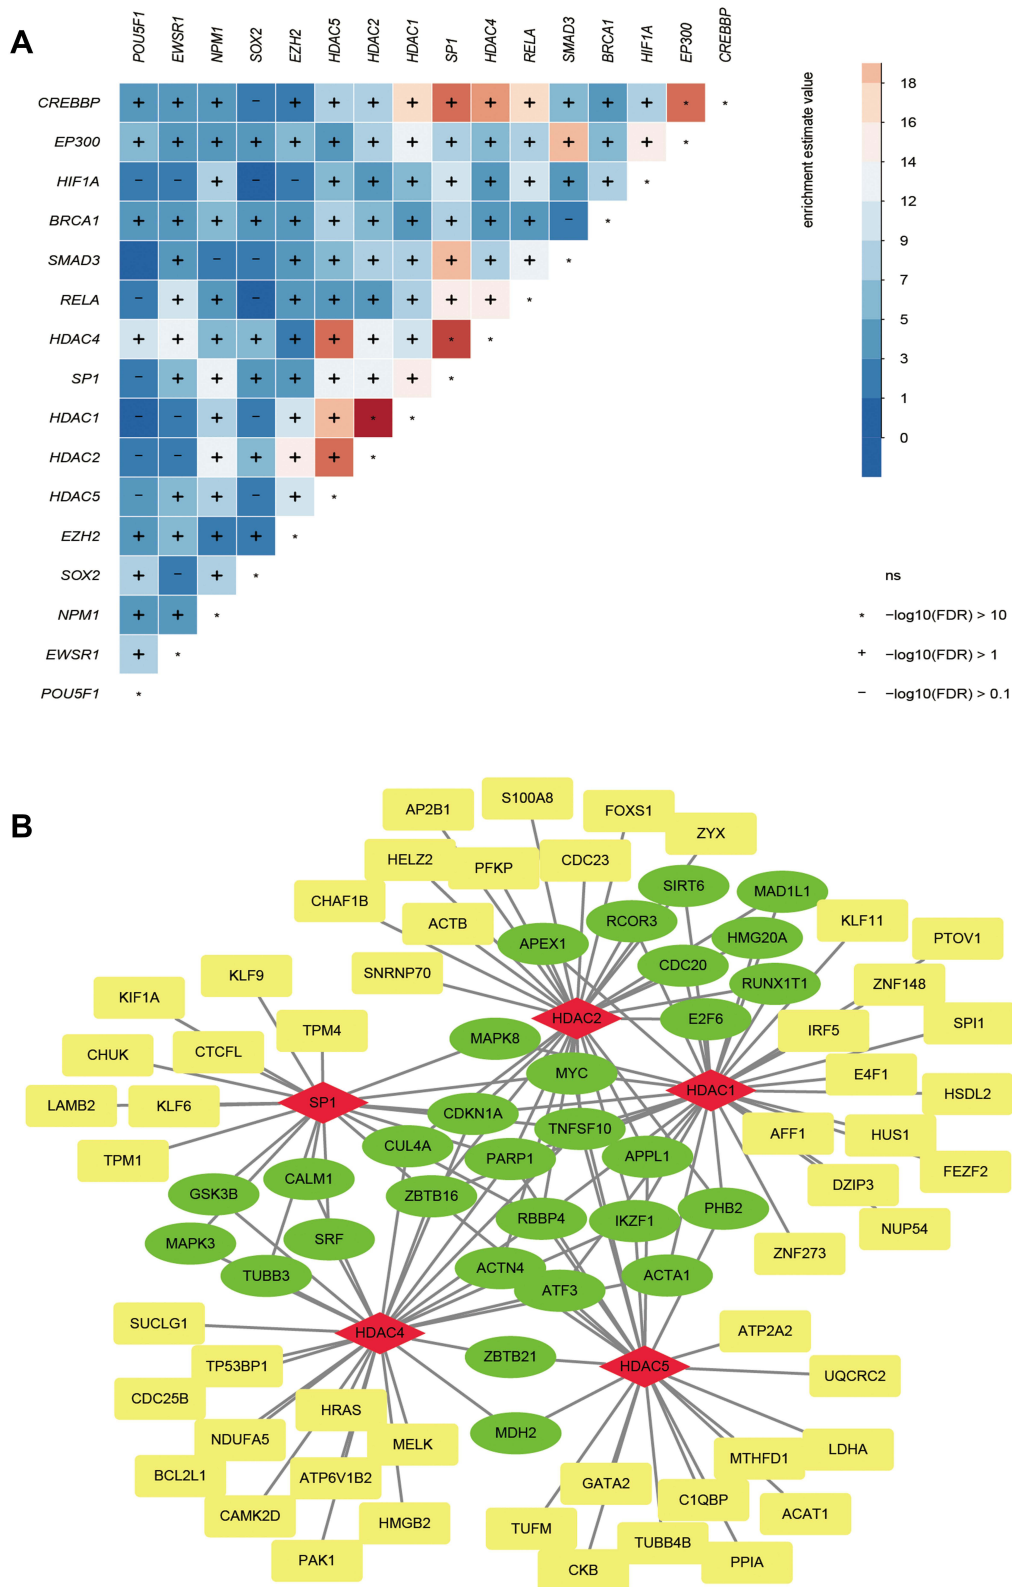 A
POU5F1 EWSR1 NPM1 SOX2 EZH2 HDAC5 HDAC2 HDAC1 SP1 HDAC4 RELA SMAD3 BRCA1 HIF1A EP300 CREBBP
CREBBP + + + − + + + + + + + + + + * *
EP300 + + + + + + + + + + + + + + *
HIF1A − − + − − + + + + + + + + *
BRCA1 + + + + + + + + + + + − *
SMAD3 + − − + + + + + + + *
RELA − + + − + + + + + + *
HDAC4 + + + + + + + + * *
SP1 − + + + + + + + *
HDAC1 − − + − + + * *
HDAC2 − − + + + + *
HDAC5 − + + − + *
EZH2 + + + + *
SOX2 + − + *
NPM1 + + *
EWSR1 + *
POU5F1 *
enrichment estimate value
18
16
14
12
9
7
5
3
1
0
ns
* −log10(FDR) > 10
+ −log10(FDR) > 1
− −log10(FDR) > 0.1
B
S100A8
AP2B1
FOXS1
ZYX
HELZ2
PFKP
CDC23
SIRT6
MAD1L1
CHAF1B
ACTB
RCOR3
KLF11
APEX1
HMG20A
PTOV1
SNRNP70
CDC20
KLF9
RUNX1T1
ZNF148
KIF1A
HDAC2
E2F6
SPI1
TPM4
MAPK8
IRF5
CTCFL
CHUK
MYC
E4F1
HDAC1
HSDL2
LAMB2
KLF6
SP1
CDKN1A
TNFSF10
AFF1
HUS1
CUL4A
TPM1
PARP1
APPL1
FEZF2
CALM1
DZIP3
GSK3B
ZBTB16
PHB2
RBBP4
IKZF1
NUP54
SRF
MAPK3
ZNF273
ACTN4
TUBB3
ACTA1
ATF3
SUCLG1
HDAC4
ATP2A2
ZBTB21
TP53BP1
HDAC5
UQCRC2
CDC25B
HRAS
MDH2
NDUFA5
MELK
LDHA
MTHFD1
BCL2L1
ATP6V1B2
GATA2
C1QBP
ACAT1
CAMK2D
HMGB2
TUFM
TUBB4B
PAK1
CKB
PPIA